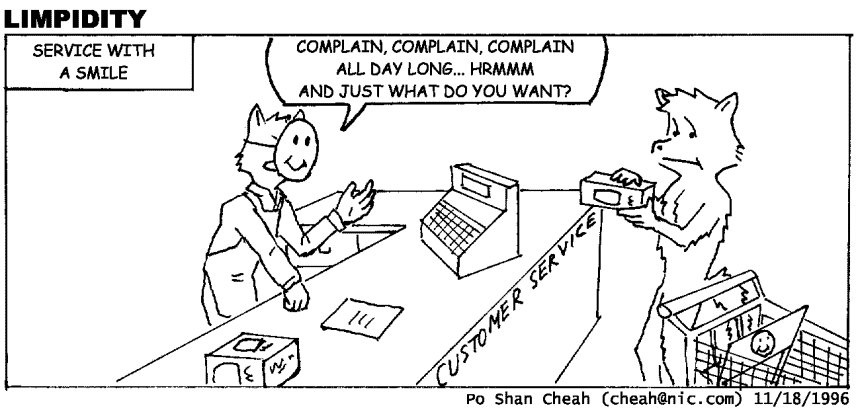 LIMPIDITY
SERVICE WITH
A SMILE
COMPLAIN, COMPLAIN, COMPLAIN
ALL DAY LONG... HRMMM
AND JUST WHAT DO YOU WANT?
CUSTOMER SERVICE
Po Shan Cheah (cheah@nic.com) 11/18/1996